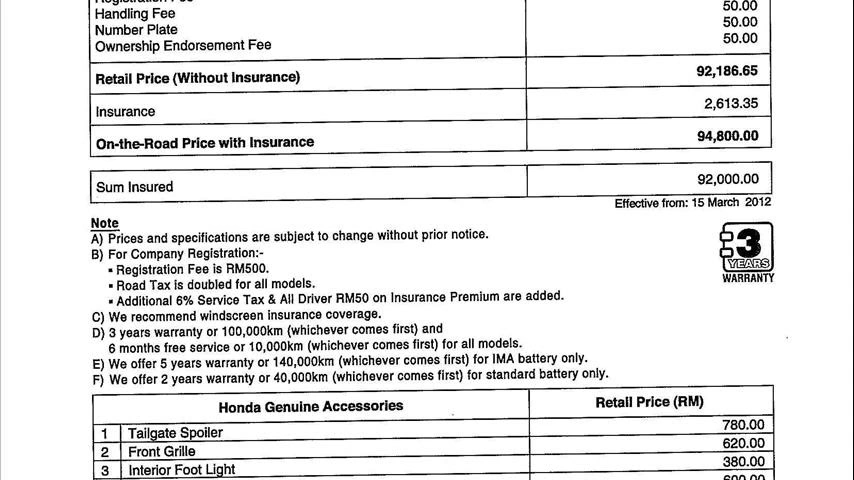 Handling Fee 50.00
Number Plate 50.00
Ownership Endorsement Fee 50.00
Retail Price (Without Insurance) 92,186.65
Insurance 2,613.35
On-the-Road Price with Insurance 94,800.00
Sum Insured 92,000.00
Effective from: 15 March 2012
Note
A) Prices and specifications are subject to change without prior notice.
B) For Company Registration:-
▪ Registration Fee is RM500.
▪ Road Tax is doubled for all models.
▪ Additional 6% Service Tax & All Driver RM50 on Insurance Premium are added.
C) We recommend windscreen insurance coverage.
D) 3 years warranty or 100,000km (whichever comes first) and
6 months free service or 10,000km (whichever comes first) for all models.
E) We offer 5 years warranty or 140,000km (whichever comes first) for IMA battery only.
F) We offer 2 years warranty or 40,000km (whichever comes first) for standard battery only.
3
YEARS
WARRANTY
Honda Genuine Accessories Retail Price (RM)
1 Tailgate Spoiler 780.00
2 Front Grille 620.00
3 Interior Foot Light 380.00